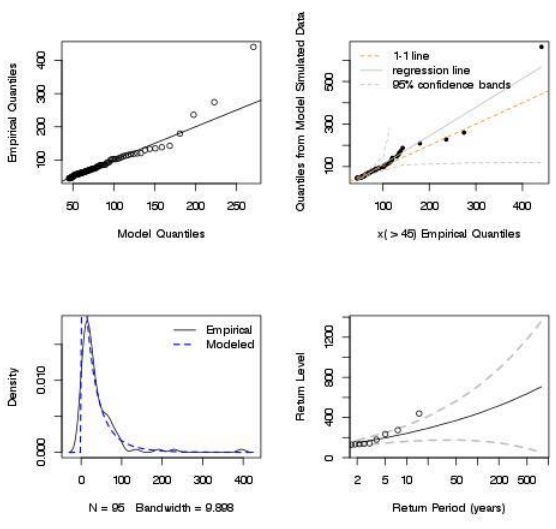 Empirical Quantiles
400
300
200
100
50
100
150
200
250
Model Quantiles
Quantiles from Model Simulated Data
500
300
100
1-1 line
regression line
95% confidence bands
100
200
300
400
x( > 45) Empirical Quantiles
Density
0.010
0.000
Empirical
Modeled
0
100
200
300
400
N = 95 Bandwidth = 9.898
Return Level
1200
800
400
0
2
5
10
50
200
500
Return Period (years)